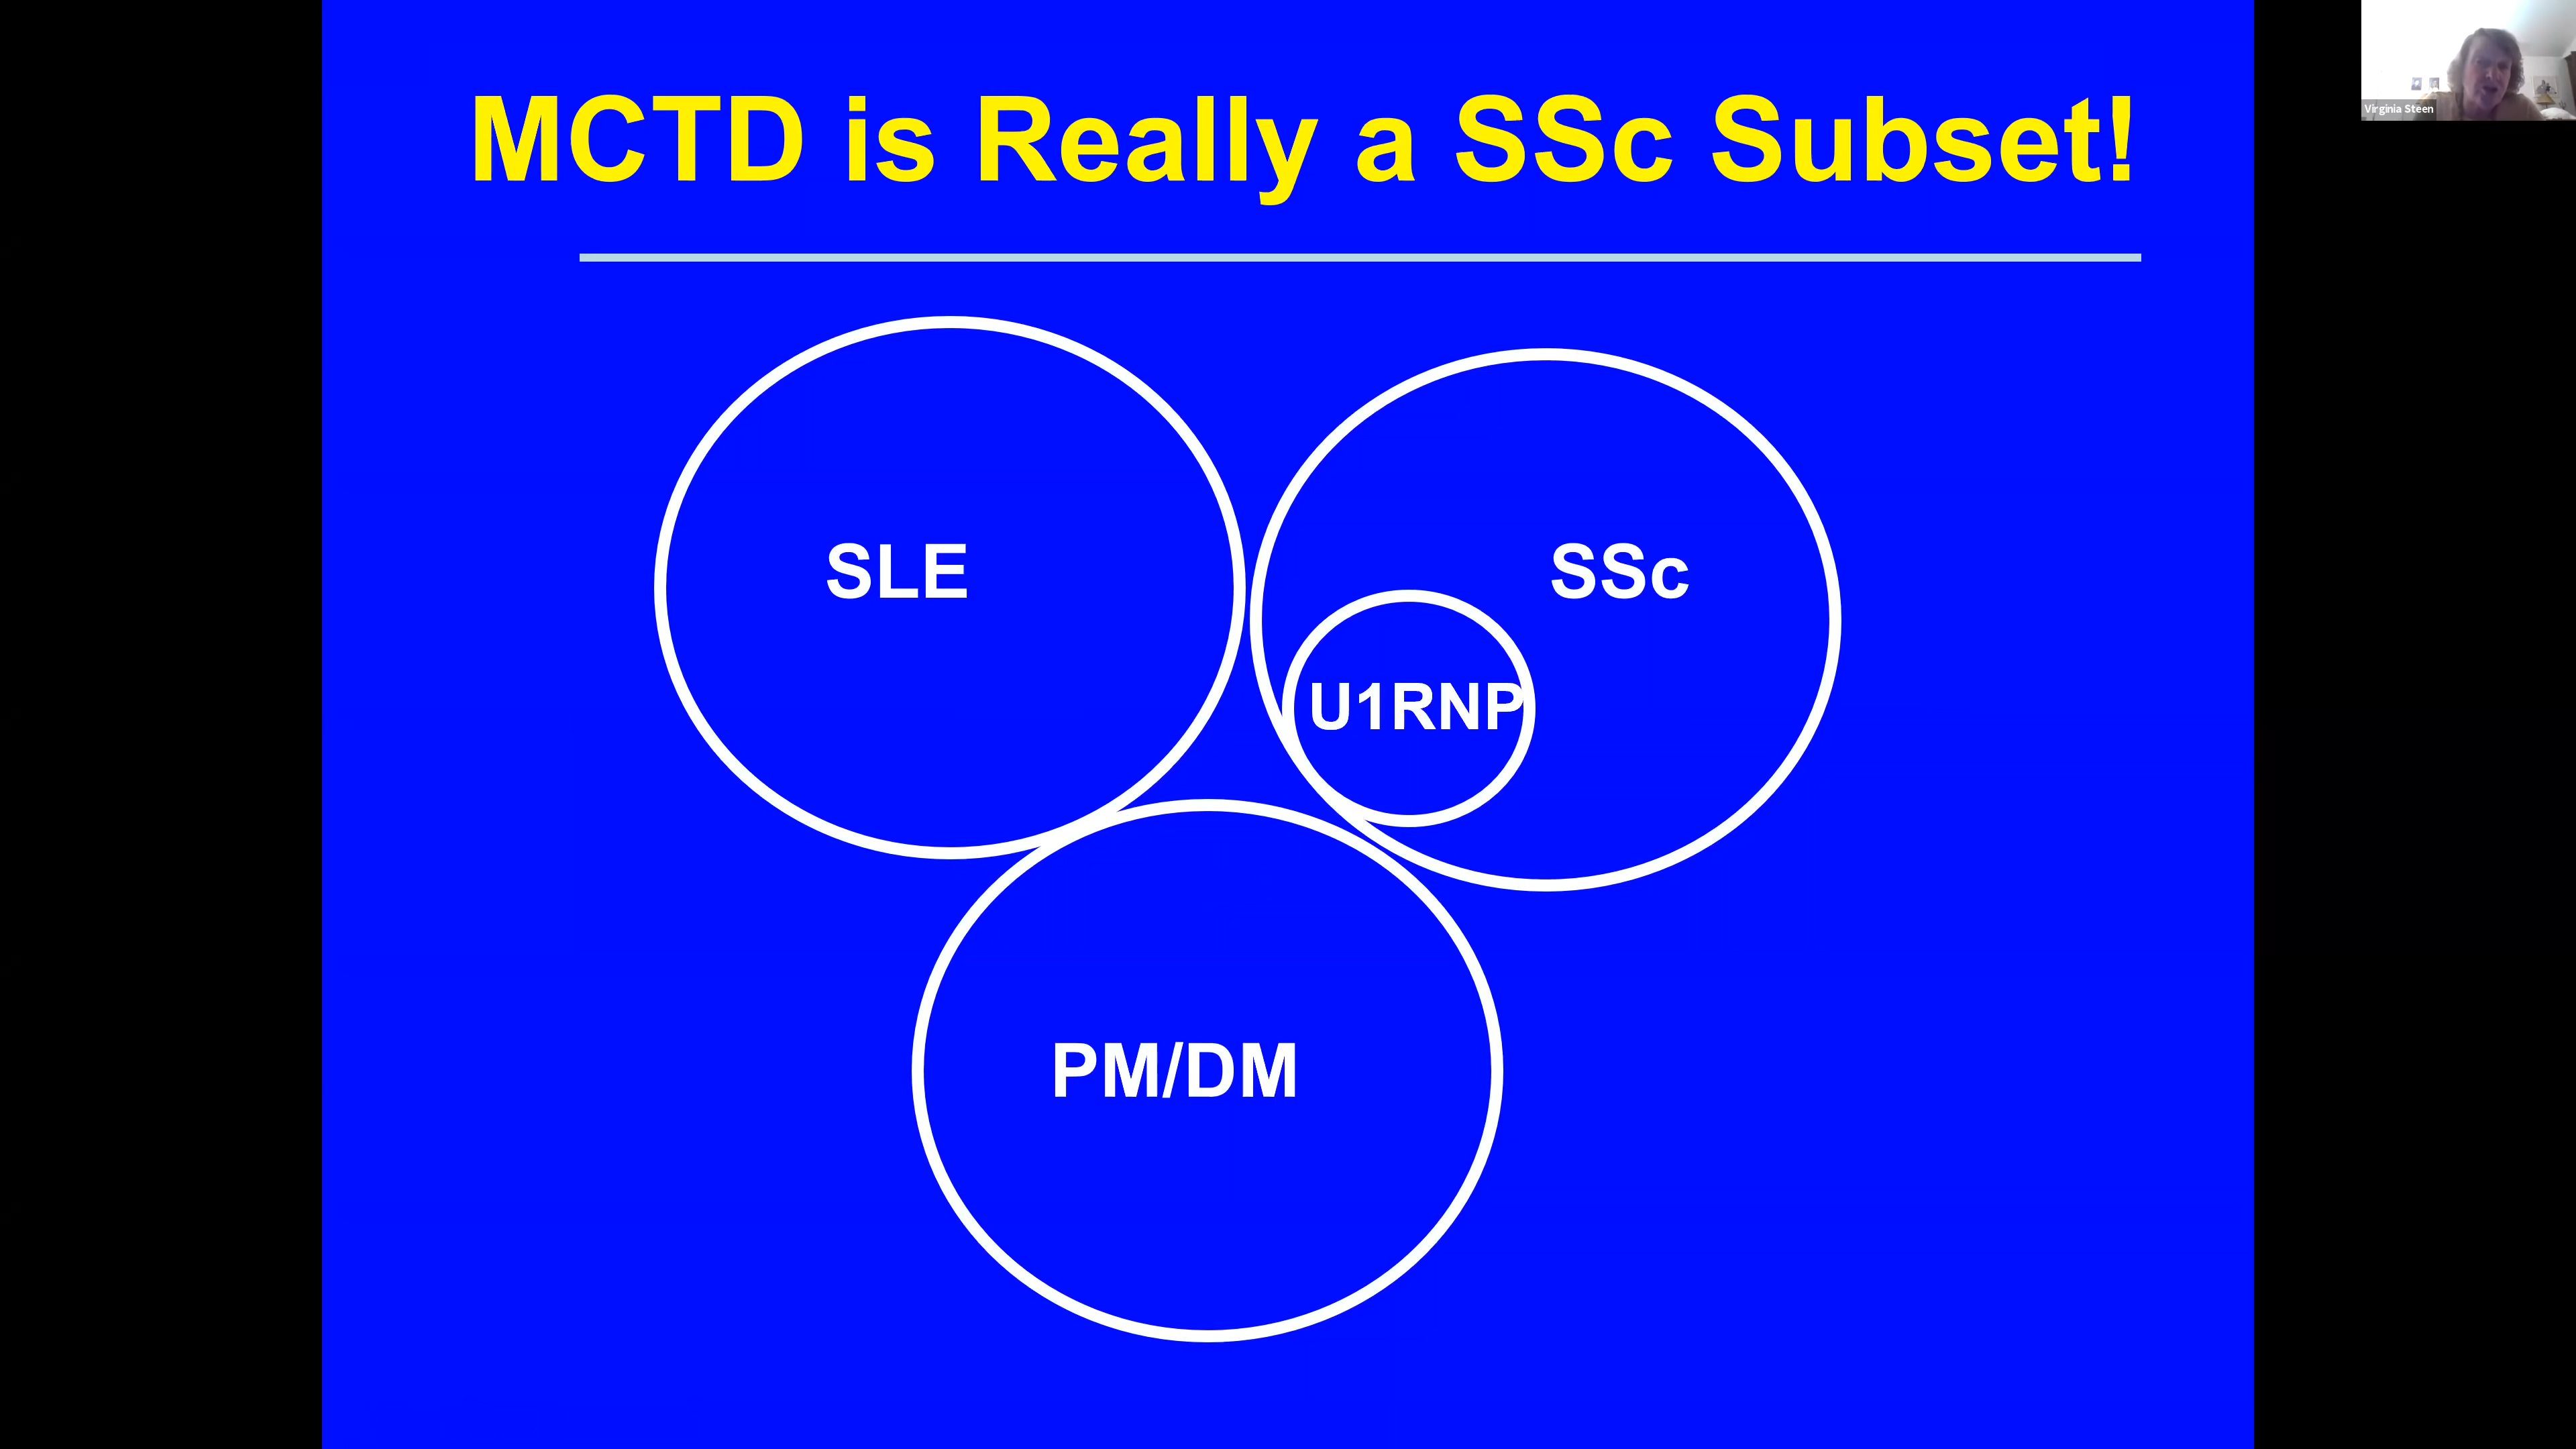 MCTD is Really a SSc Subset!
Virginia Steen
SLE
SSc
U1RNP
PM/DM